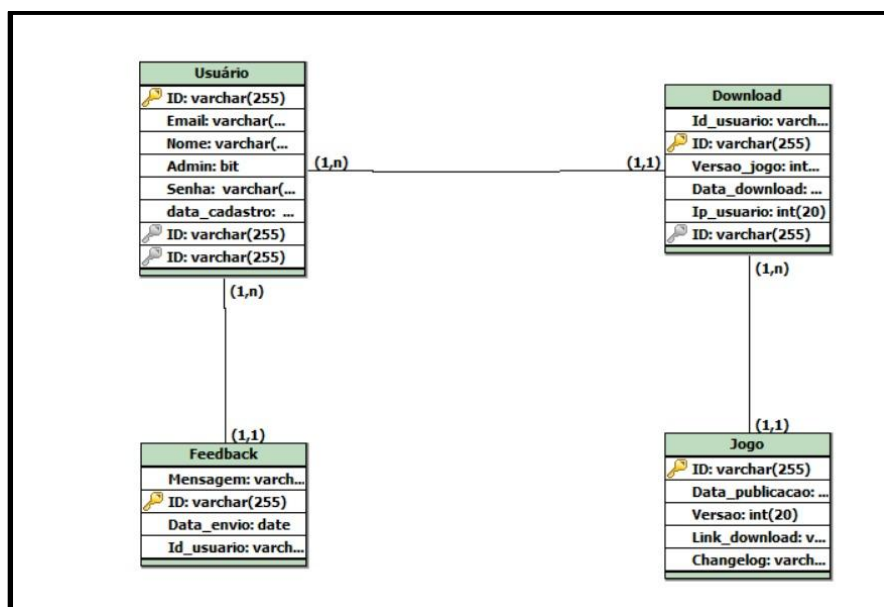 Usuário
ID: varchar(255)
Email: varchar(...
Nome: varchar(...
Admin: bit
Senha: varchar(...
data_cadastro: ...
ID: varchar(255)
ID: varchar(255)
(1,n)
(1,1)
Download
Id_usuario: varch...
ID: varchar(255)
Versao_jogo: int...
Data_download: ...
Ip_usuario: int(20)
ID: varchar(255)
(1,n)
(1,1)
Feedback
Mensagem: varch...
ID: varchar(255)
Data_envio: date
Id_usuario: varch...
(1,n)
(1,1)
Jogo
ID: varchar(255)
Data_publicacao: ...
Versao: int(20)
Link_download: v...
Changelog: varch...